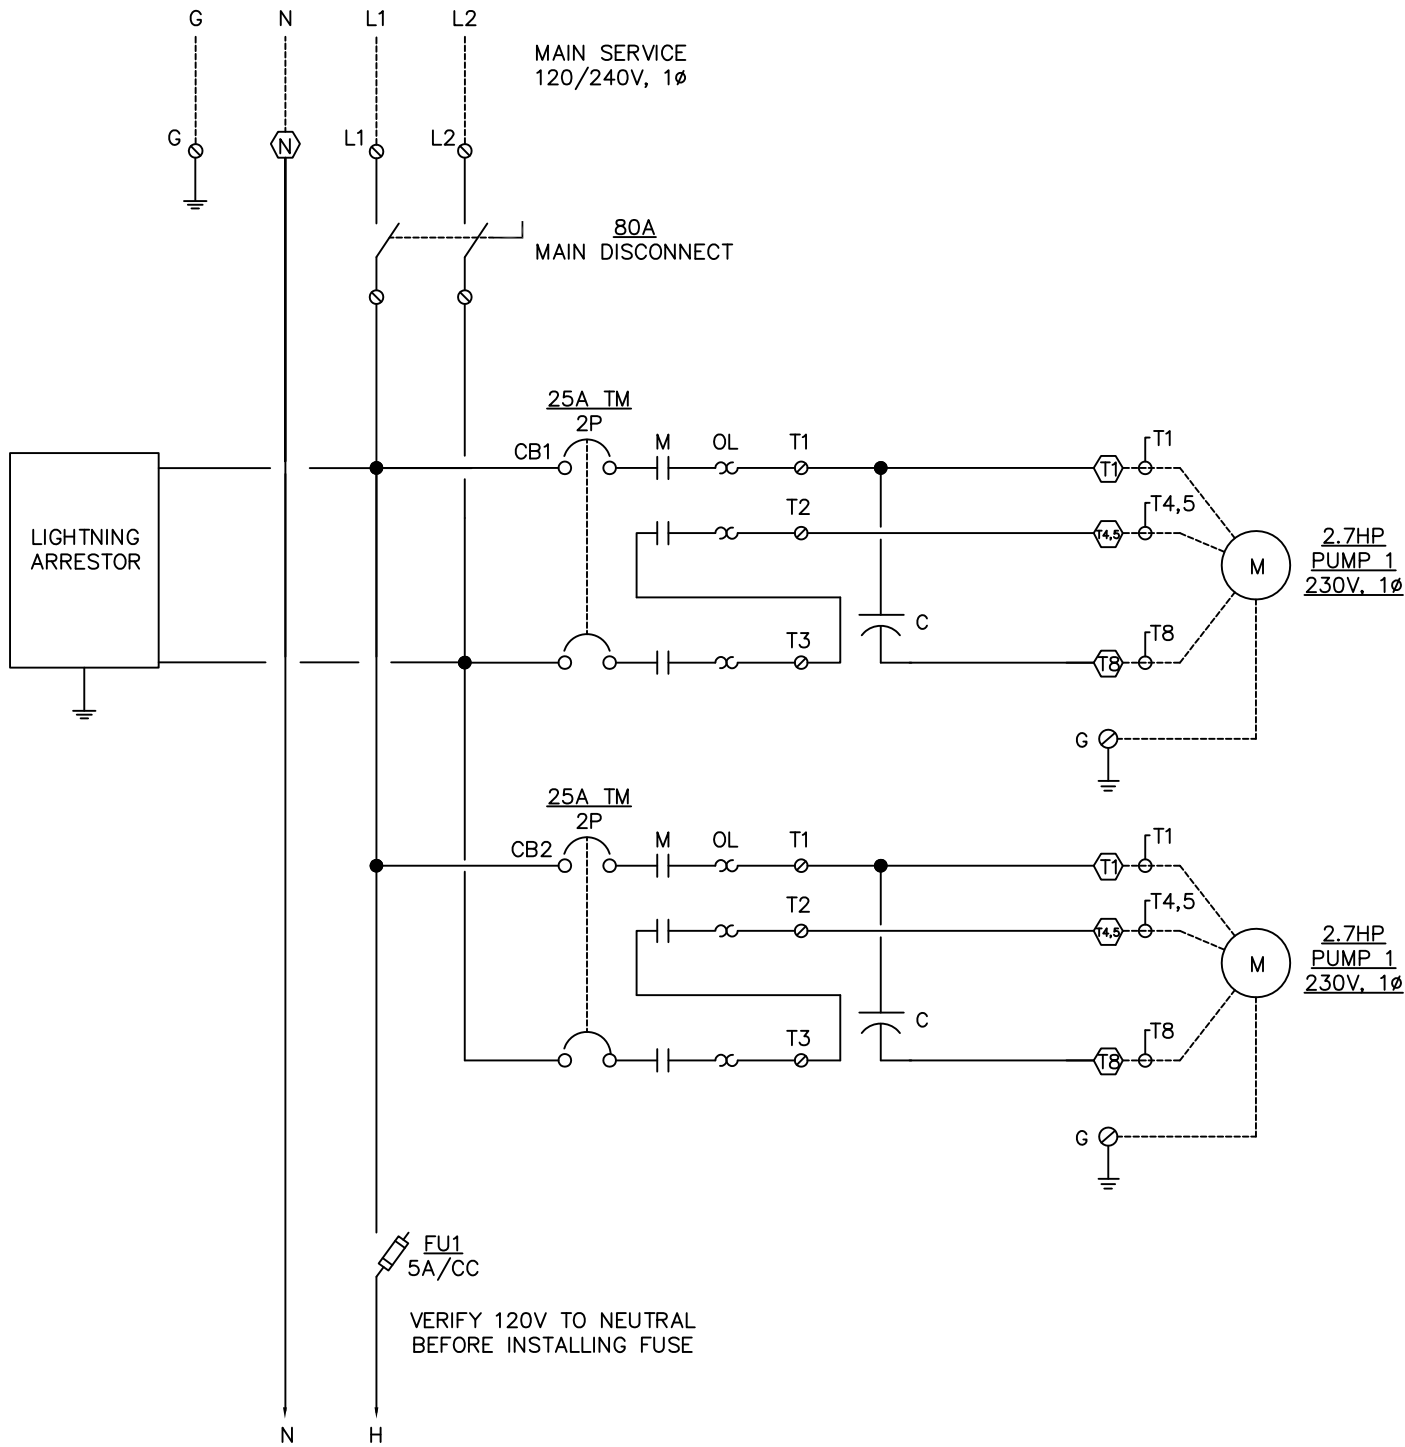 G N L1 L2
MAIN SERVICE
120/240V, 1ø
G N L1 L2
80A
MAIN DISCONNECT
25A TM
2P
CB1 M OL T1 T1 T1
T2 T4,5 T4,5
LIGHTNING
ARRESTOR
M
2.7HP
PUMP 1
230V, 1ø
C
T3 T8 T8
G
25A TM
2P
CB2 M OL T1 T1 T1
T2 T4,5 T4,5
M
2.7HP
PUMP 1
230V, 1ø
C
T3 T8 T8
G
FU1
5A/CC
VERIFY 120V TO NEUTRAL
BEFORE INSTALLING FUSE
N H